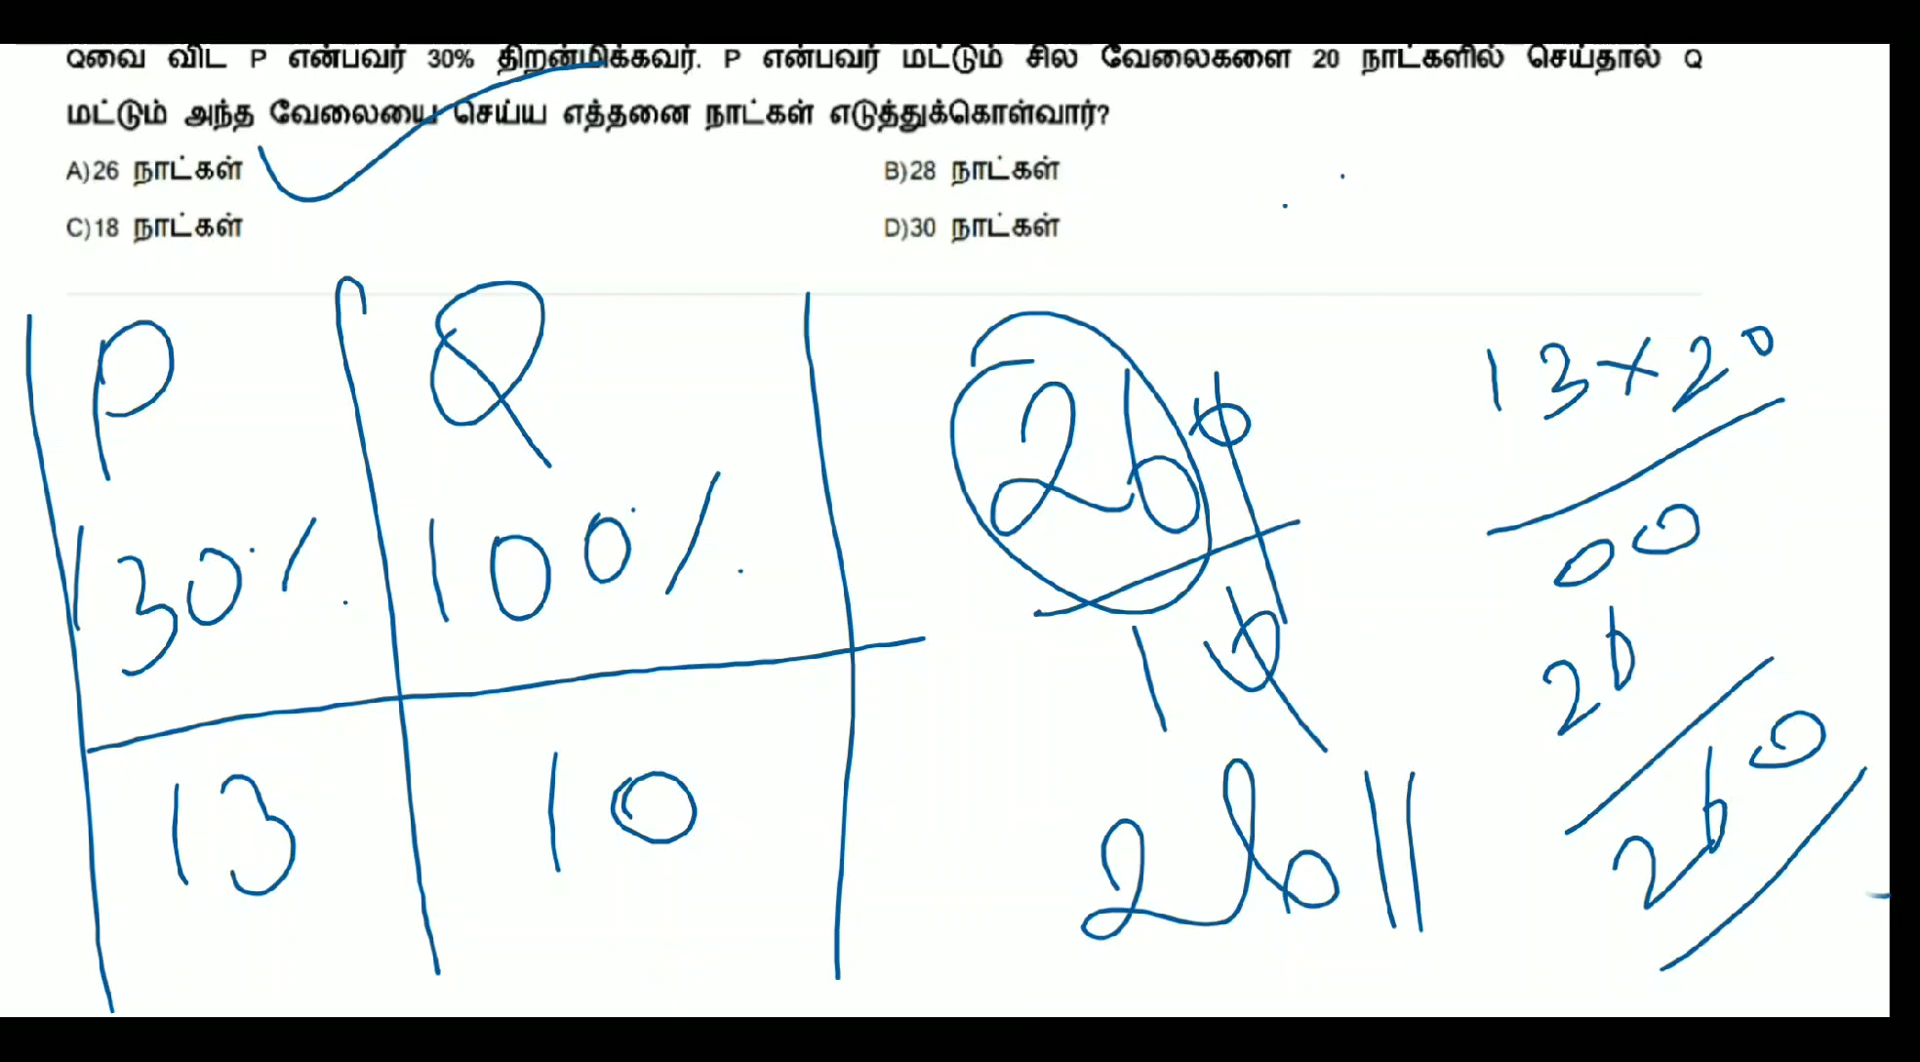 Qவை விட P என்பவர் 30% திறன்மிக்கவர். P என்பவர் மட்டும் சில வேலைகளை 20 நாட்களில் செய்தால் Q
மட்டும் அந்த வேலையை செய்ய எத்தனை நாட்கள் எடுத்துக்கொள்வார்?
A)26 நாட்கள் B)28 நாட்கள்
C)18 நாட்கள் D)30 நாட்கள்
P Q
130% 100%
13 10
260
10
26
13×20
00
26
260